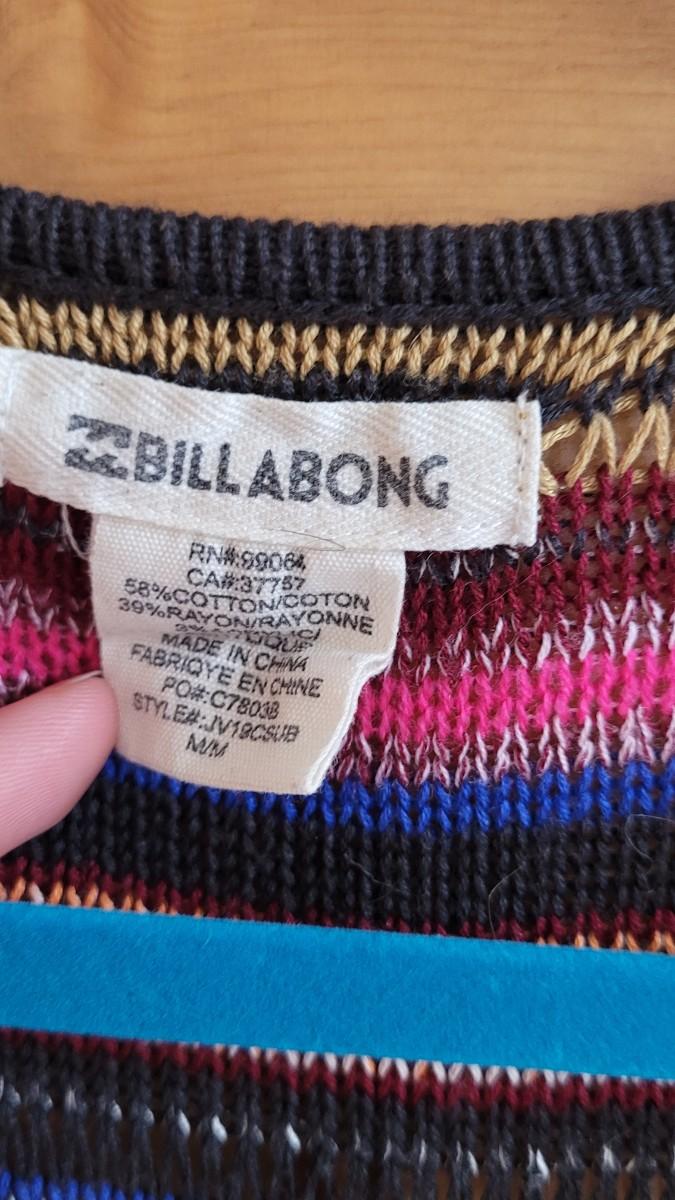 BILLABONG
RN#:99064
CA#:37757
58%COTTON/COTON
39%RAYON/RAYONNE
MADE IN CHINA
FABRIQYE EN CHINE
PO#:C78038
STYLE#:JV19CSUB
M/M